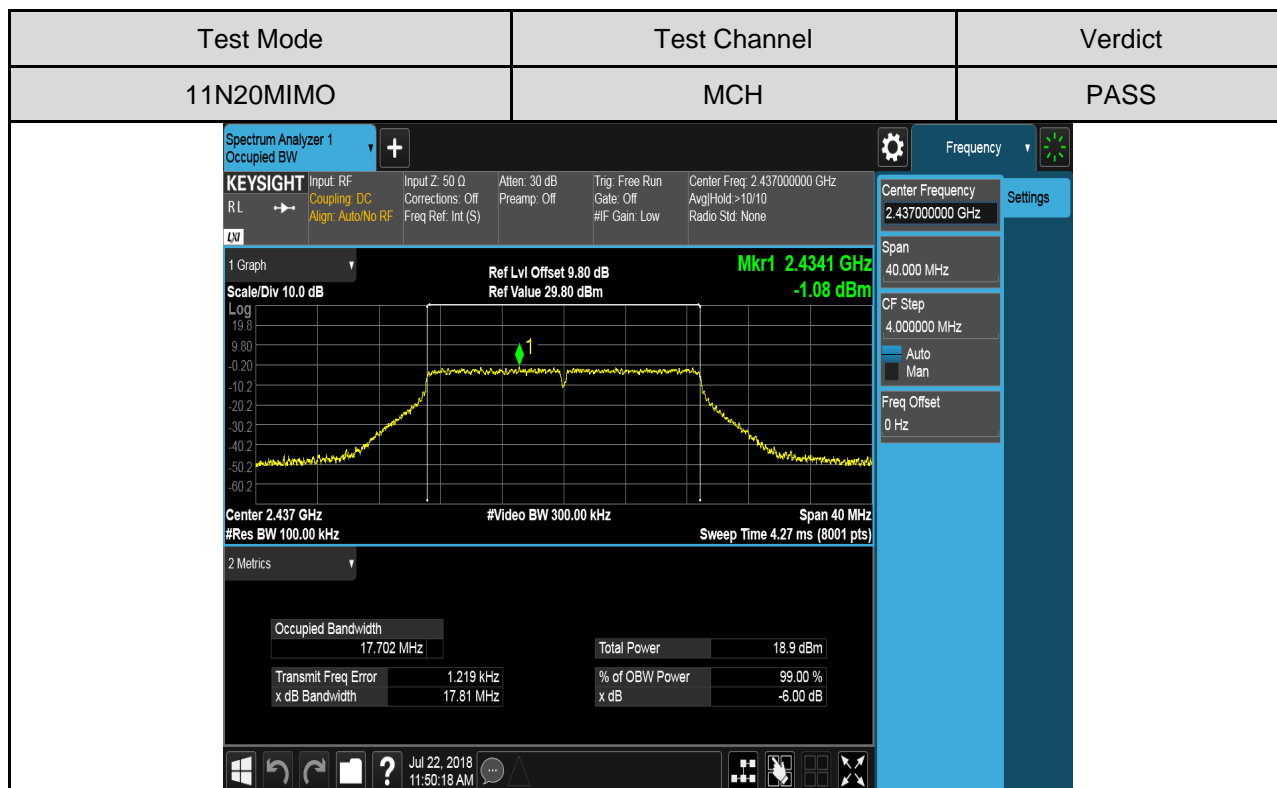 Test Mode Test Channel Verdict
11N20MIMO MCH PASS
Spectrum Analyzer 1
Occupied BW
+
Frequency
KEYSIGHT
RL
LXI
Input: RF
Coupling: DC
Align: Auto/No RF
Input Z: 50 Ω
Corrections: Off
Freq Ref: Int (S)
Atten: 30 dB
Preamp: Off
Trig: Free Run
Gate: Off
#IF Gain: Low
Center Freq: 2.437000000 GHz
Avg|Hold:>10/10
Radio Std: None
Center Frequency
2.437000000 GHz
Settings
Span
40.000 MHz
CF Step
4.000000 MHz
Auto
Man
Freq Offset
0 Hz
1 Graph
Scale/Div 10.0 dB
Ref Lvl Offset 9.80 dB
Ref Value 29.80 dBm
Mkr1 2.4341 GHz
-1.08 dBm
Log
19.8
9.80
-0.20
-10.2
-20.2
-30.2
-40.2
-50.2
-60.2
1
Center 2.437 GHz #Video BW 300.00 kHz Span 40 MHz
#Res BW 100.00 kHz Sweep Time 4.27 ms (8001 pts)
2 Metrics
Occupied Bandwidth
17.702 MHz
Total Power 18.9 dBm
Transmit Freq Error 1.219 kHz % of OBW Power 99.00 %
x dB Bandwidth 17.81 MHz x dB -6.00 dB
?
Jul 22, 2018
11:50:18 AM